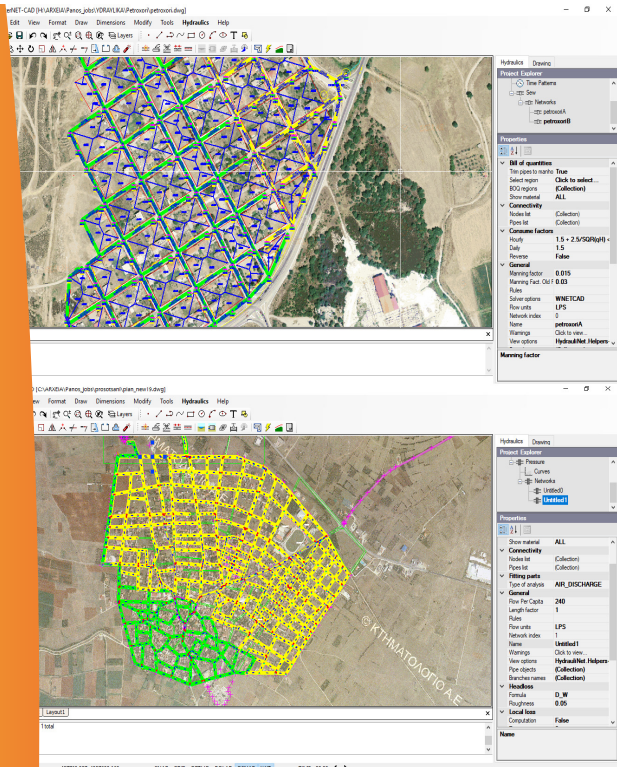 erNET-CAD [H:\ARXEIA\Panos_jobs\YDRAYLIKA\Petroxori\petroxori.dwg]
Edit View Format Draw Dimensions Modify Tools Hydraulics Help
Layers
Hydraulics Drawing
Project Explorer
Time Patterns
Sew
Networks
petroxoriA
petroxoriB
Properties
Bill of quantities
Trim pipes to manho True
Select region Click to select...
BOQ regions (Collection)
Show material ALL
Connectivity
Nodes list (Collection)
Pipes list (Collection)
Consume factors
Hourly 1.5 + 2.5/SQR(qH) <
Daily 1.5
Reverse False
General
Manning factor 0.015
Manning Fact. Old F 0.03
Rules
Solver options WNETCAD
Flow units LPS
Network index 0
Name petroxoriA
Warnings Click to view...
View options HydrauliNet.Helpers
Manning factor
[C:\ARXEIA\Panos_jobs\prosotsani\plan_new19.dwg]
ew Format Draw Dimensions Modify Tools Hydraulics Help
Layers
Hydraulics Drawing
Project Explorer
Pressure
Curves
Networks
Untitled0
Untitled1
Properties
Show material ALL
Connectivity
Nodes list (Collection)
Pipes list (Collection)
Fitting parts
Type of analysis AIR_DISCHARGE
General
Flow Per Capita 240
Length factor 1
Rules
Flow units LPS
Network index 1
Name Untitled1
Warnings Click to view...
View options HydrauliNet.Helpers
Pipe objects (Collection)
Branches names (Collection)
Headloss
Formula D_W
Roughness 0.05
Local loss
Computation False
Name
© ΚΤΗΜΑΤΟΛΟΓΙΟ Α.Ε.
Layout1
1 total